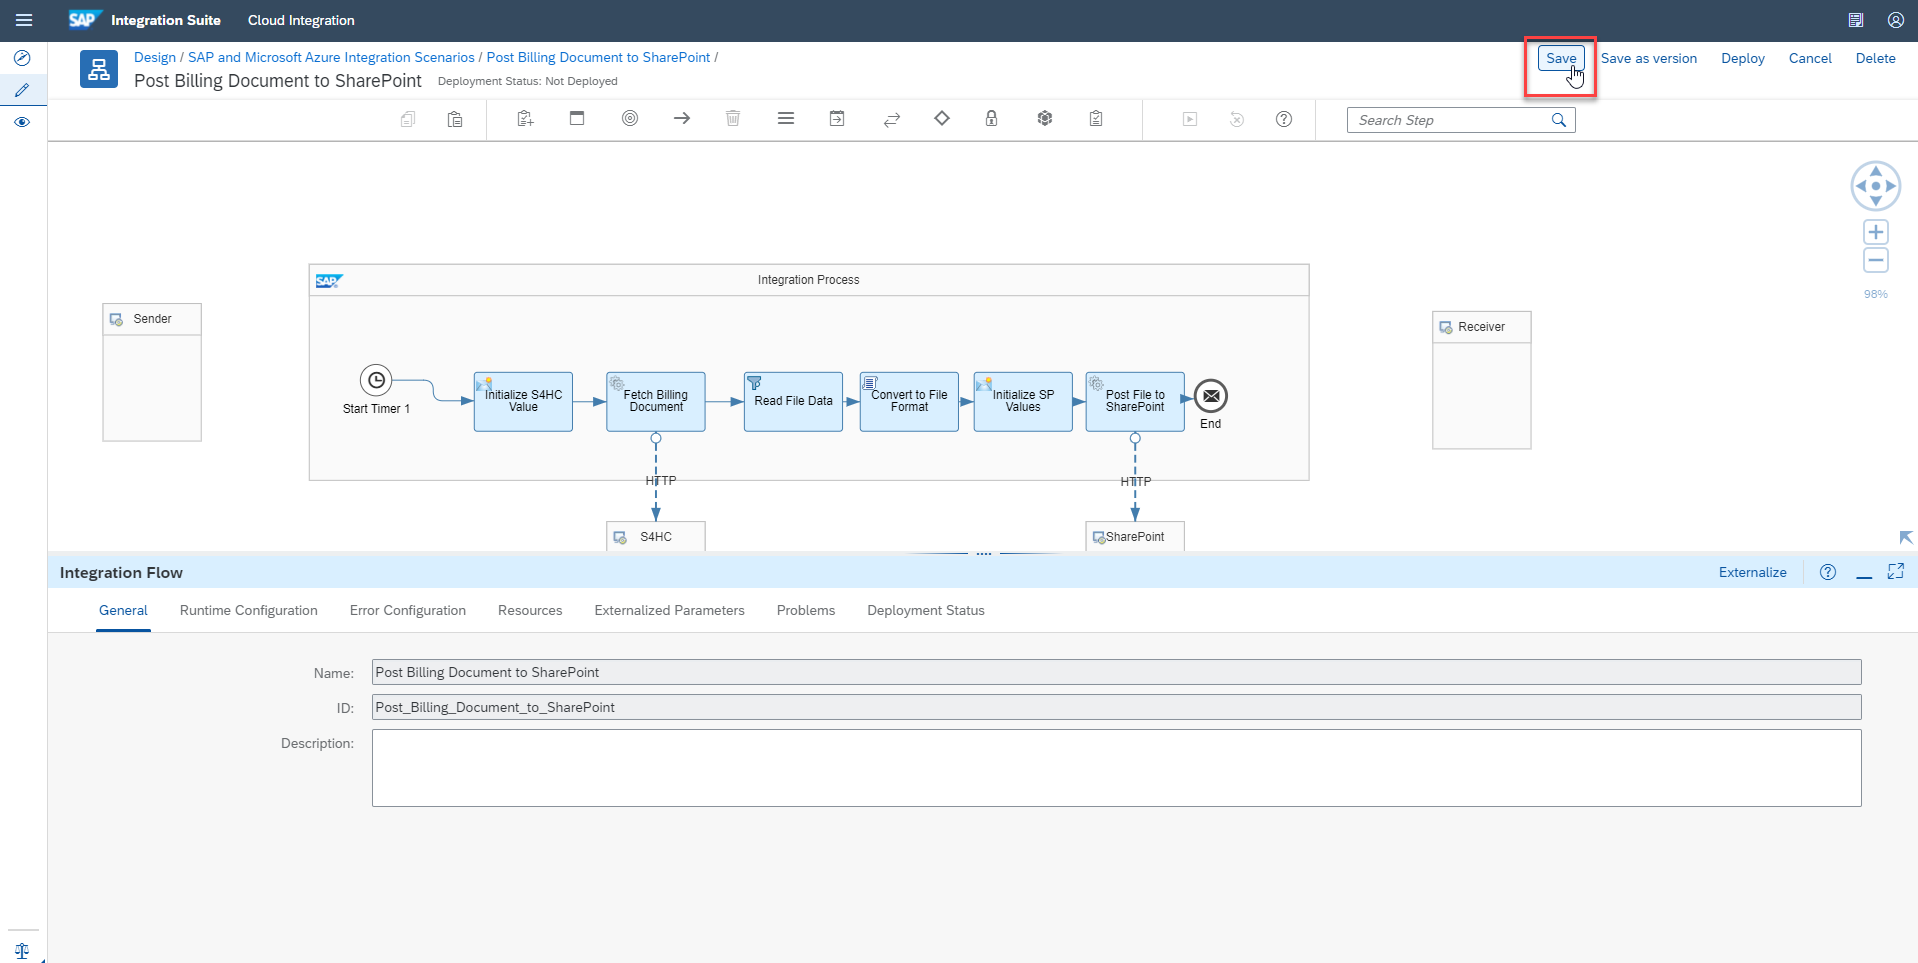 SAP Integration Suite Cloud Integration
Design / SAP and Microsoft Azure Integration Scenarios / Post Billing Document to SharePoint /
Post Billing Document to SharePoint Deployment Status: Not Deployed
Save Save as version Deploy Cancel Delete
Search Step
98%
SAP Integration Process
Sender
Receiver
Start Timer 1
Initialize S4HC
Value
Fetch Billing
Document
Read File Data
Convert to File
Format
Initialize SP
Values
Post File to
SharePoint
End
HTTP
HTTP
S4HC
SharePoint
Integration Flow
Externalize
General Runtime Configuration Error Configuration Resources Externalized Parameters Problems Deployment Status
Name: Post Billing Document to SharePoint
ID: Post_Billing_Document_to_SharePoint
Description: